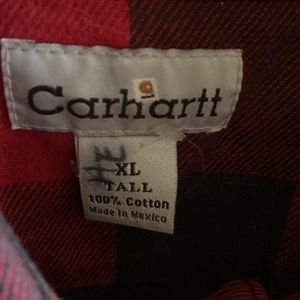 Carhartt
XL
TALL
100% Cotton
Made in Mexico